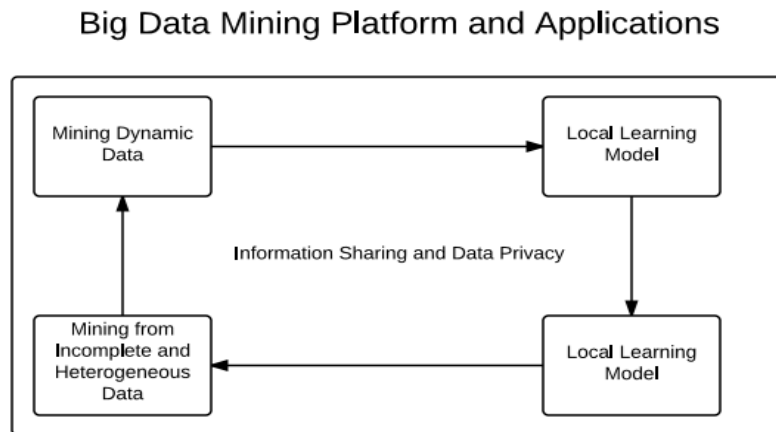 Big Data Mining Platform and Applications
Mining Dynamic
Data
Local Learning
Model
Information Sharing and Data Privacy
Mining from
Incomplete and
Heterogeneous
Data
Local Learning
Model